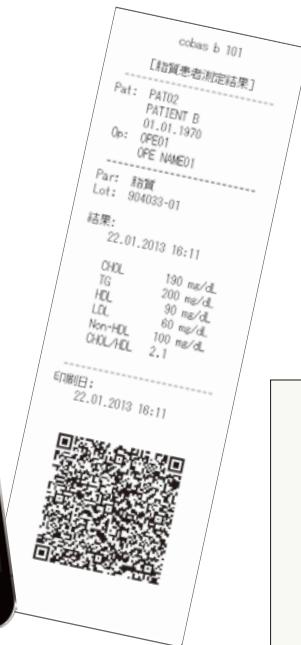 cobas b 101
[脂質患者測定結果]
Pat: PAT02
PATIENT B
01.01.1970
Op: OPE01
OPE NAME01
Par: 脂質
Lot: 904033-01
結果:
22.01.2013 16:11
CHOL 190 mg/dL
TG 200 mg/dL
HDL 90 mg/dL
LDL 60 mg/dL
Non-HDL 100 mg/dL
CHOL/HDL 2.1
印刷日:
22.01.2013 16:11